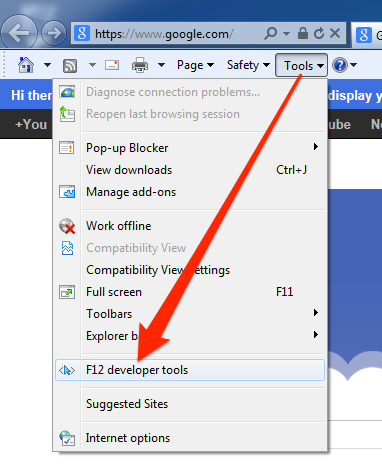 https://www.google.com/
Page Safety Tools
Hi ther display y
+You ube N
Diagnose connection problems...
Reopen last browsing session
Pop-up Blocker
View downloads Ctrl+J
Manage add-ons
Work offline
Compatibility View
Compatibility View settings
Full screen F11
Toolbars
Explorer b
F12 developer tools
Suggested Sites
Internet options